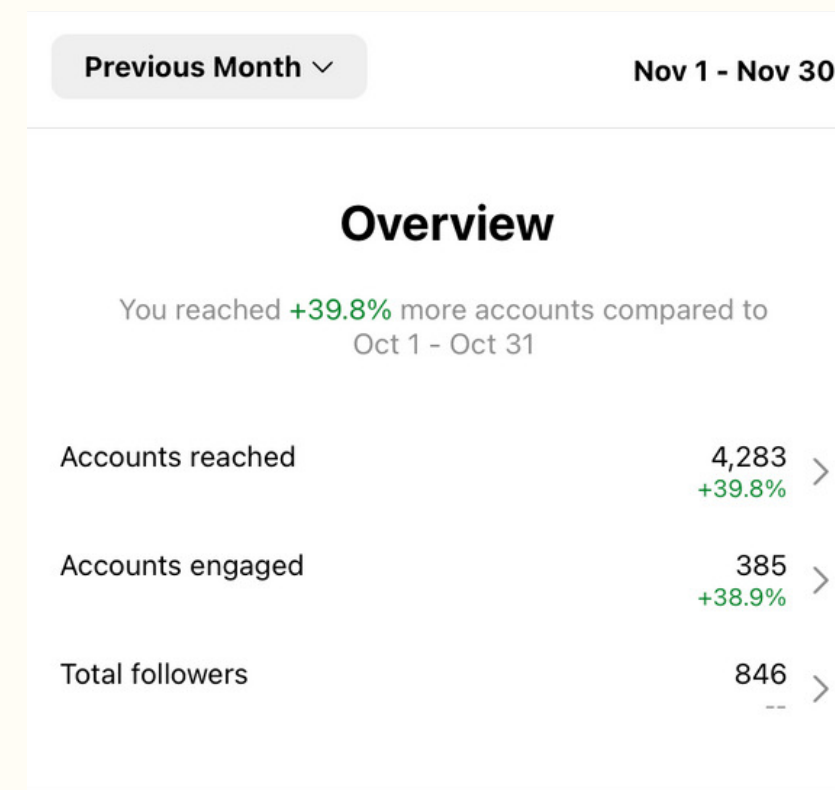 Previous Month
Nov 1 - Nov 30
Overview
You reached +39.8% more accounts compared to
Oct 1 - Oct 31
Accounts reached
4,283
+39.8%
Accounts engaged
385
+38.9%
Total followers
846
--